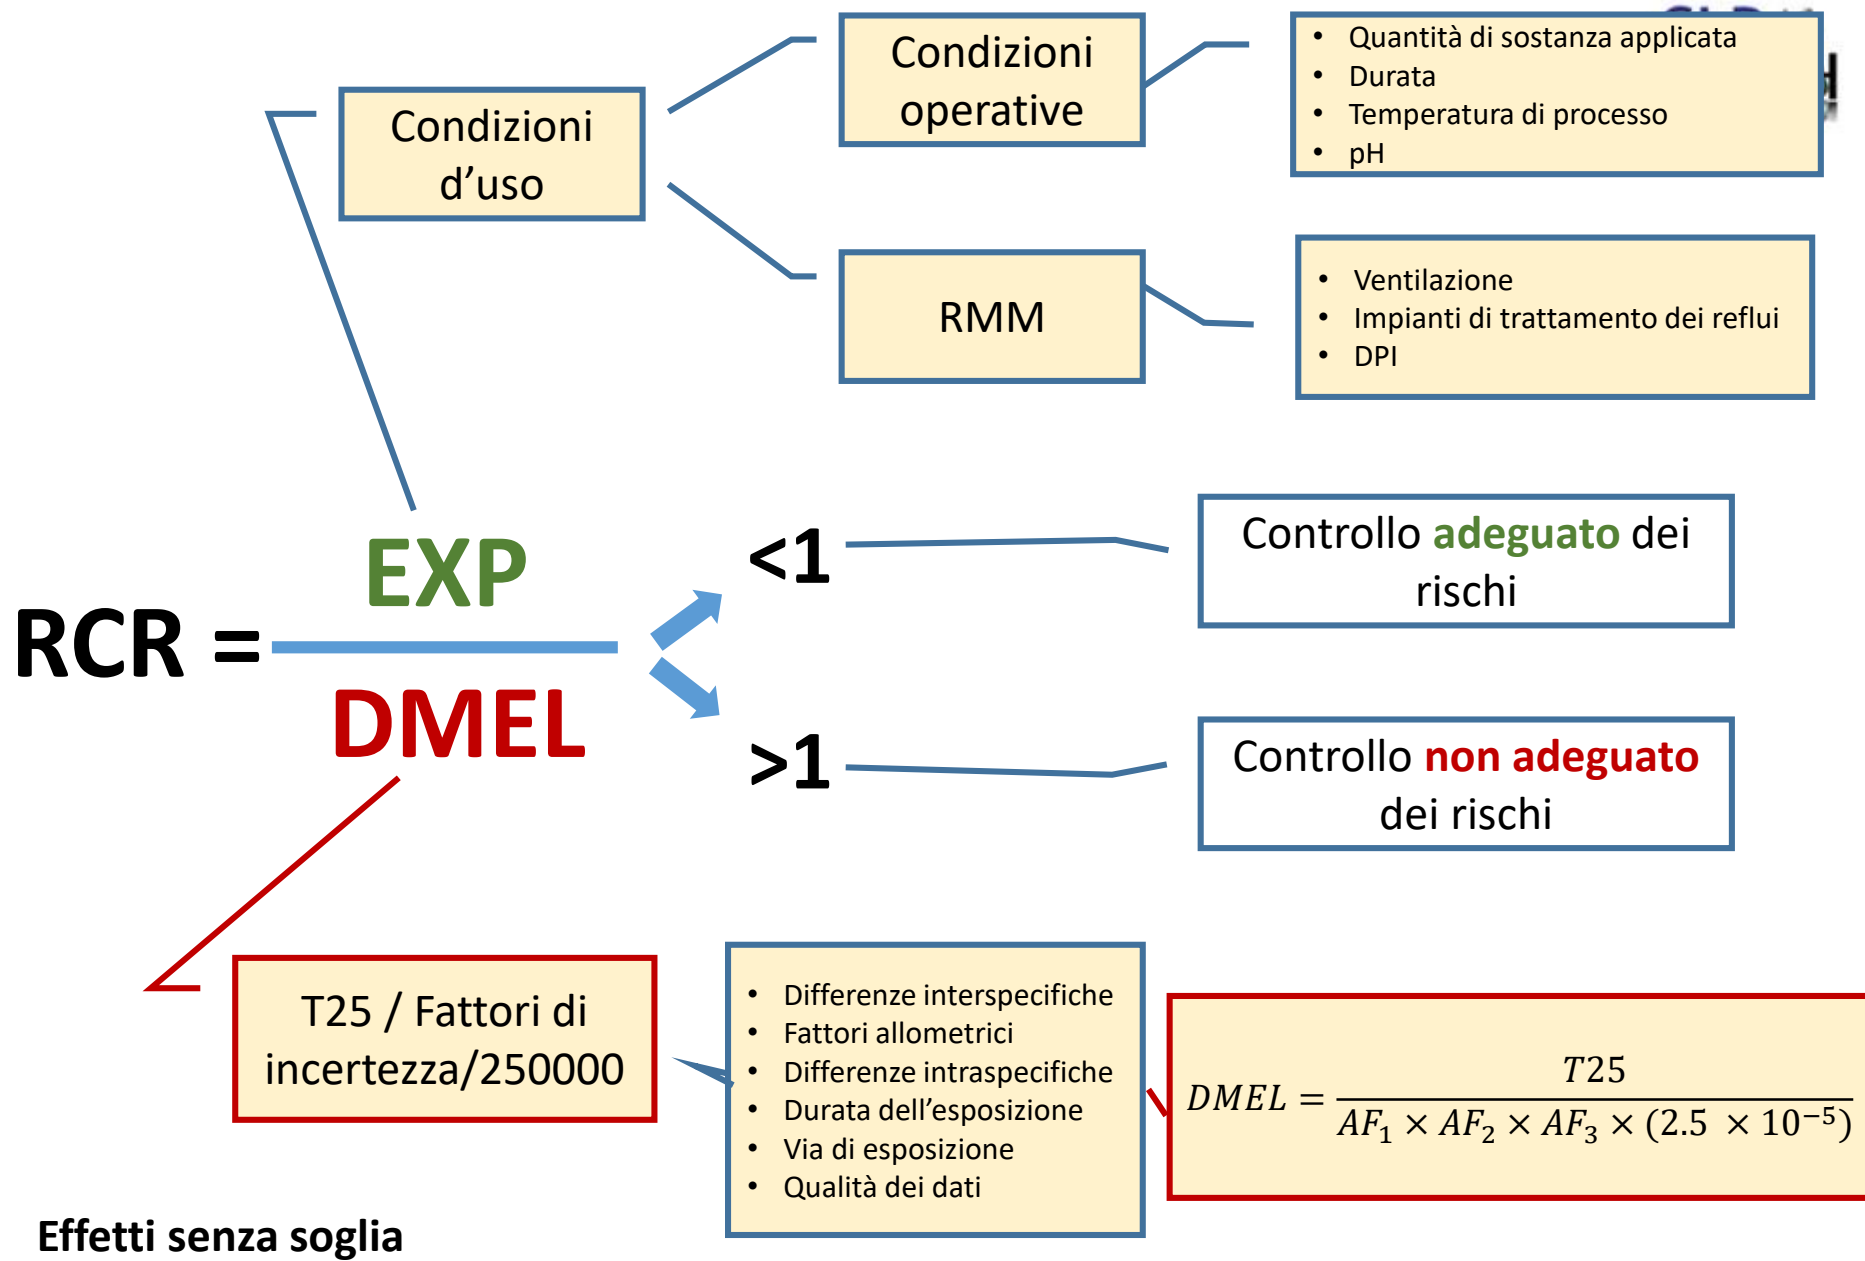 Condizioni
d’uso
Condizioni
operative
• Quantità di sostanza applicata
• Durata
• Temperatura di processo
• pH
RMM
• Ventilazione
• Impianti di trattamento dei reflui
• DPI
RCR =
EXP
DMEL
<1
Controllo adeguato dei
rischi
>1
Controllo non adeguato
dei rischi
T25 / Fattori di
incertezza/250000
• Differenze interspecifiche
• Fattori allometrici
• Differenze intraspecifiche
• Durata dell’esposizione
• Via di esposizione
• Qualità dei dati
DMEL = T25 / AF₁ × AF₂ × AF₃ × (2.5 × 10⁻⁵)
Effetti senza soglia